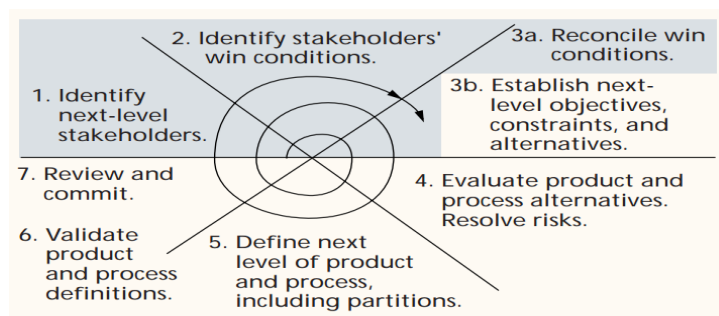 2. Identify stakeholders'
win conditions.
3a. Reconcile win
conditions.
1. Identify
next-level
stakeholders.
3b. Establish next-
level objectives,
constraints, and
alternatives.
7. Review and
commit.
4. Evaluate product and
process alternatives.
Resolve risks.
6. Validate
product
and process
definitions.
5. Define next
level of product
and process,
including partitions.